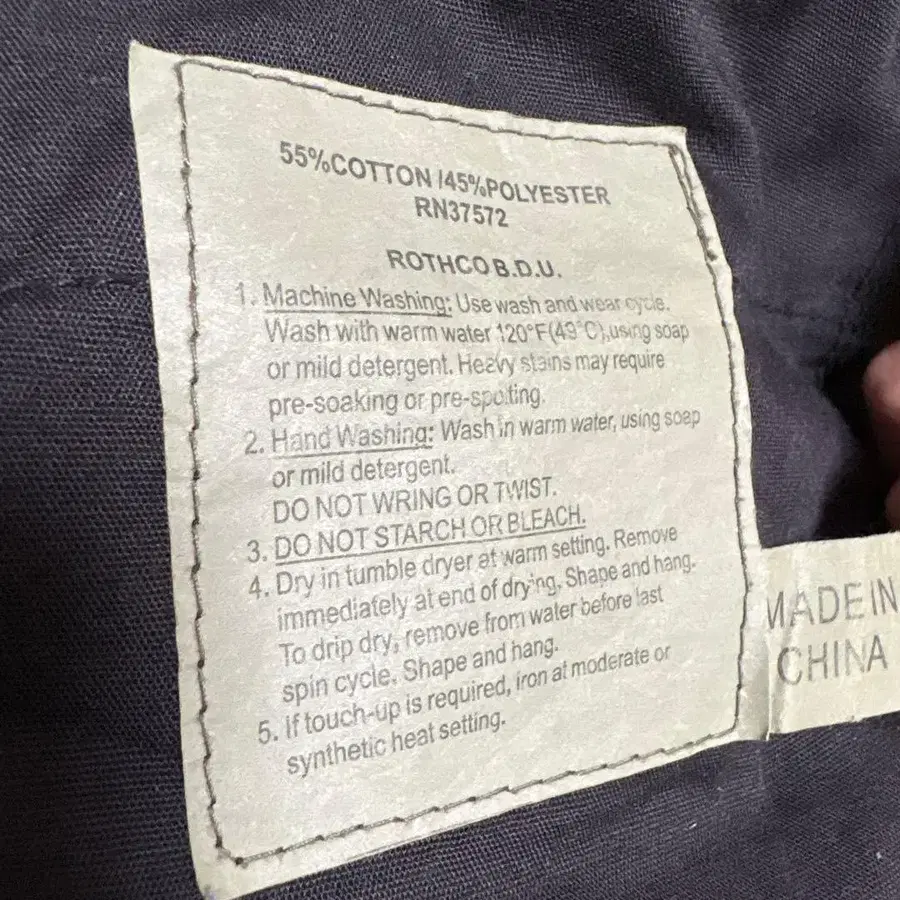 55%COTTON/45%POLYESTER
RN37572
ROTHCO B.D.U.
1. Machine Washing: Use wash and wear cycle.
Wash with warm water 120°F(49°C),using soap
or mild detergent. Heavy stains may require
pre-soaking or pre-spotting.
2. Hand Washing: Wash in warm water, using soap
or mild detergent.
DO NOT WRING OR TWIST.
3. DO NOT STARCH OR BLEACH.
4. Dry in tumble dryer at warm setting. Remove
immediately at end of drying. Shape and hang.
To drip dry, remove from water before last
spin cycle. Shape and hang.
5. If touch-up is required, iron at moderate or
synthetic heat setting.
MADE IN
CHINA